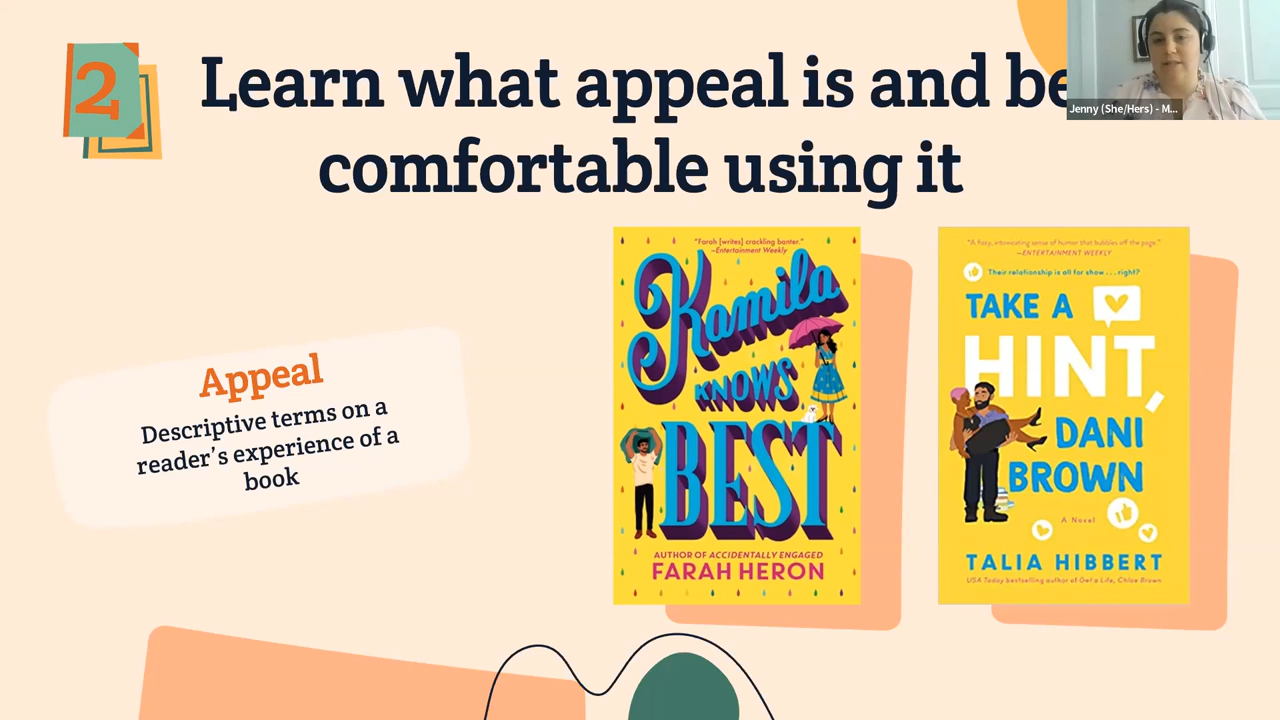 2
Learn what appeal is and be
comfortable using it
Jenny (She/Hers) - M...
Appeal
Descriptive terms on a
reader's experience of a
book
"Farah [writes] crackling banter."
—Entertainment Weekly
Kamila
KNOWS
BEST
AUTHOR OF ACCIDENTALLY ENGAGED
FARAH HERON
"A fizzy, intoxicating sense of humor that bubbles off the page."
—ENTERTAINMENT WEEKLY
Their relationship is all for show . . . right?
TAKE A
HINT,
DANI
BROWN
A Novel
TALIA HIBBERT
USA Today bestselling author of Get a Life, Chloe Brown